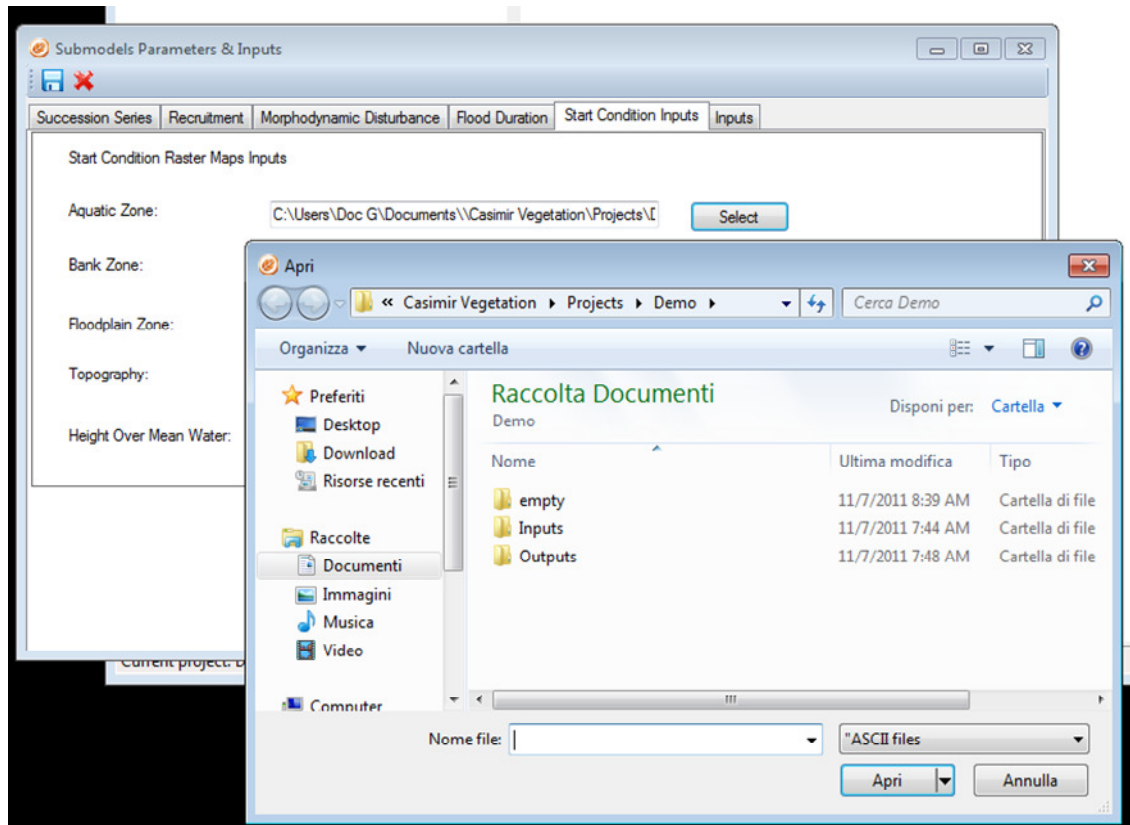 Submodels Parameters & Inputs
Succession Series Recruitment Morphodynamic Disturbance Flood Duration Start Condition Inputs Inputs
Start Condition Raster Maps Inputs
Aquatic Zone: C:\Users\Doc G\Documents\\Casimir Vegetation\Projects\[ Select
Bank Zone:
Floodplain Zone:
Topography:
Height Over Mean Water:
Apri
« Casimir Vegetation Projects Demo Cerca Demo
Organizza Nuova cartella
Preferiti
Desktop
Download
Risorse recenti
Raccolte
Documenti
Immagini
Musica
Video
Computer
Raccolta Documenti
Demo
Disponi per: Cartella
Nome Ultima modifica Tipo
empty 11/7/2011 8:39 AM Cartella di file
Inputs 11/7/2011 7:44 AM Cartella di file
Outputs 11/7/2011 7:48 AM Cartella di file
Nome file: "ASCII files
Apri Annulla
Current project: D